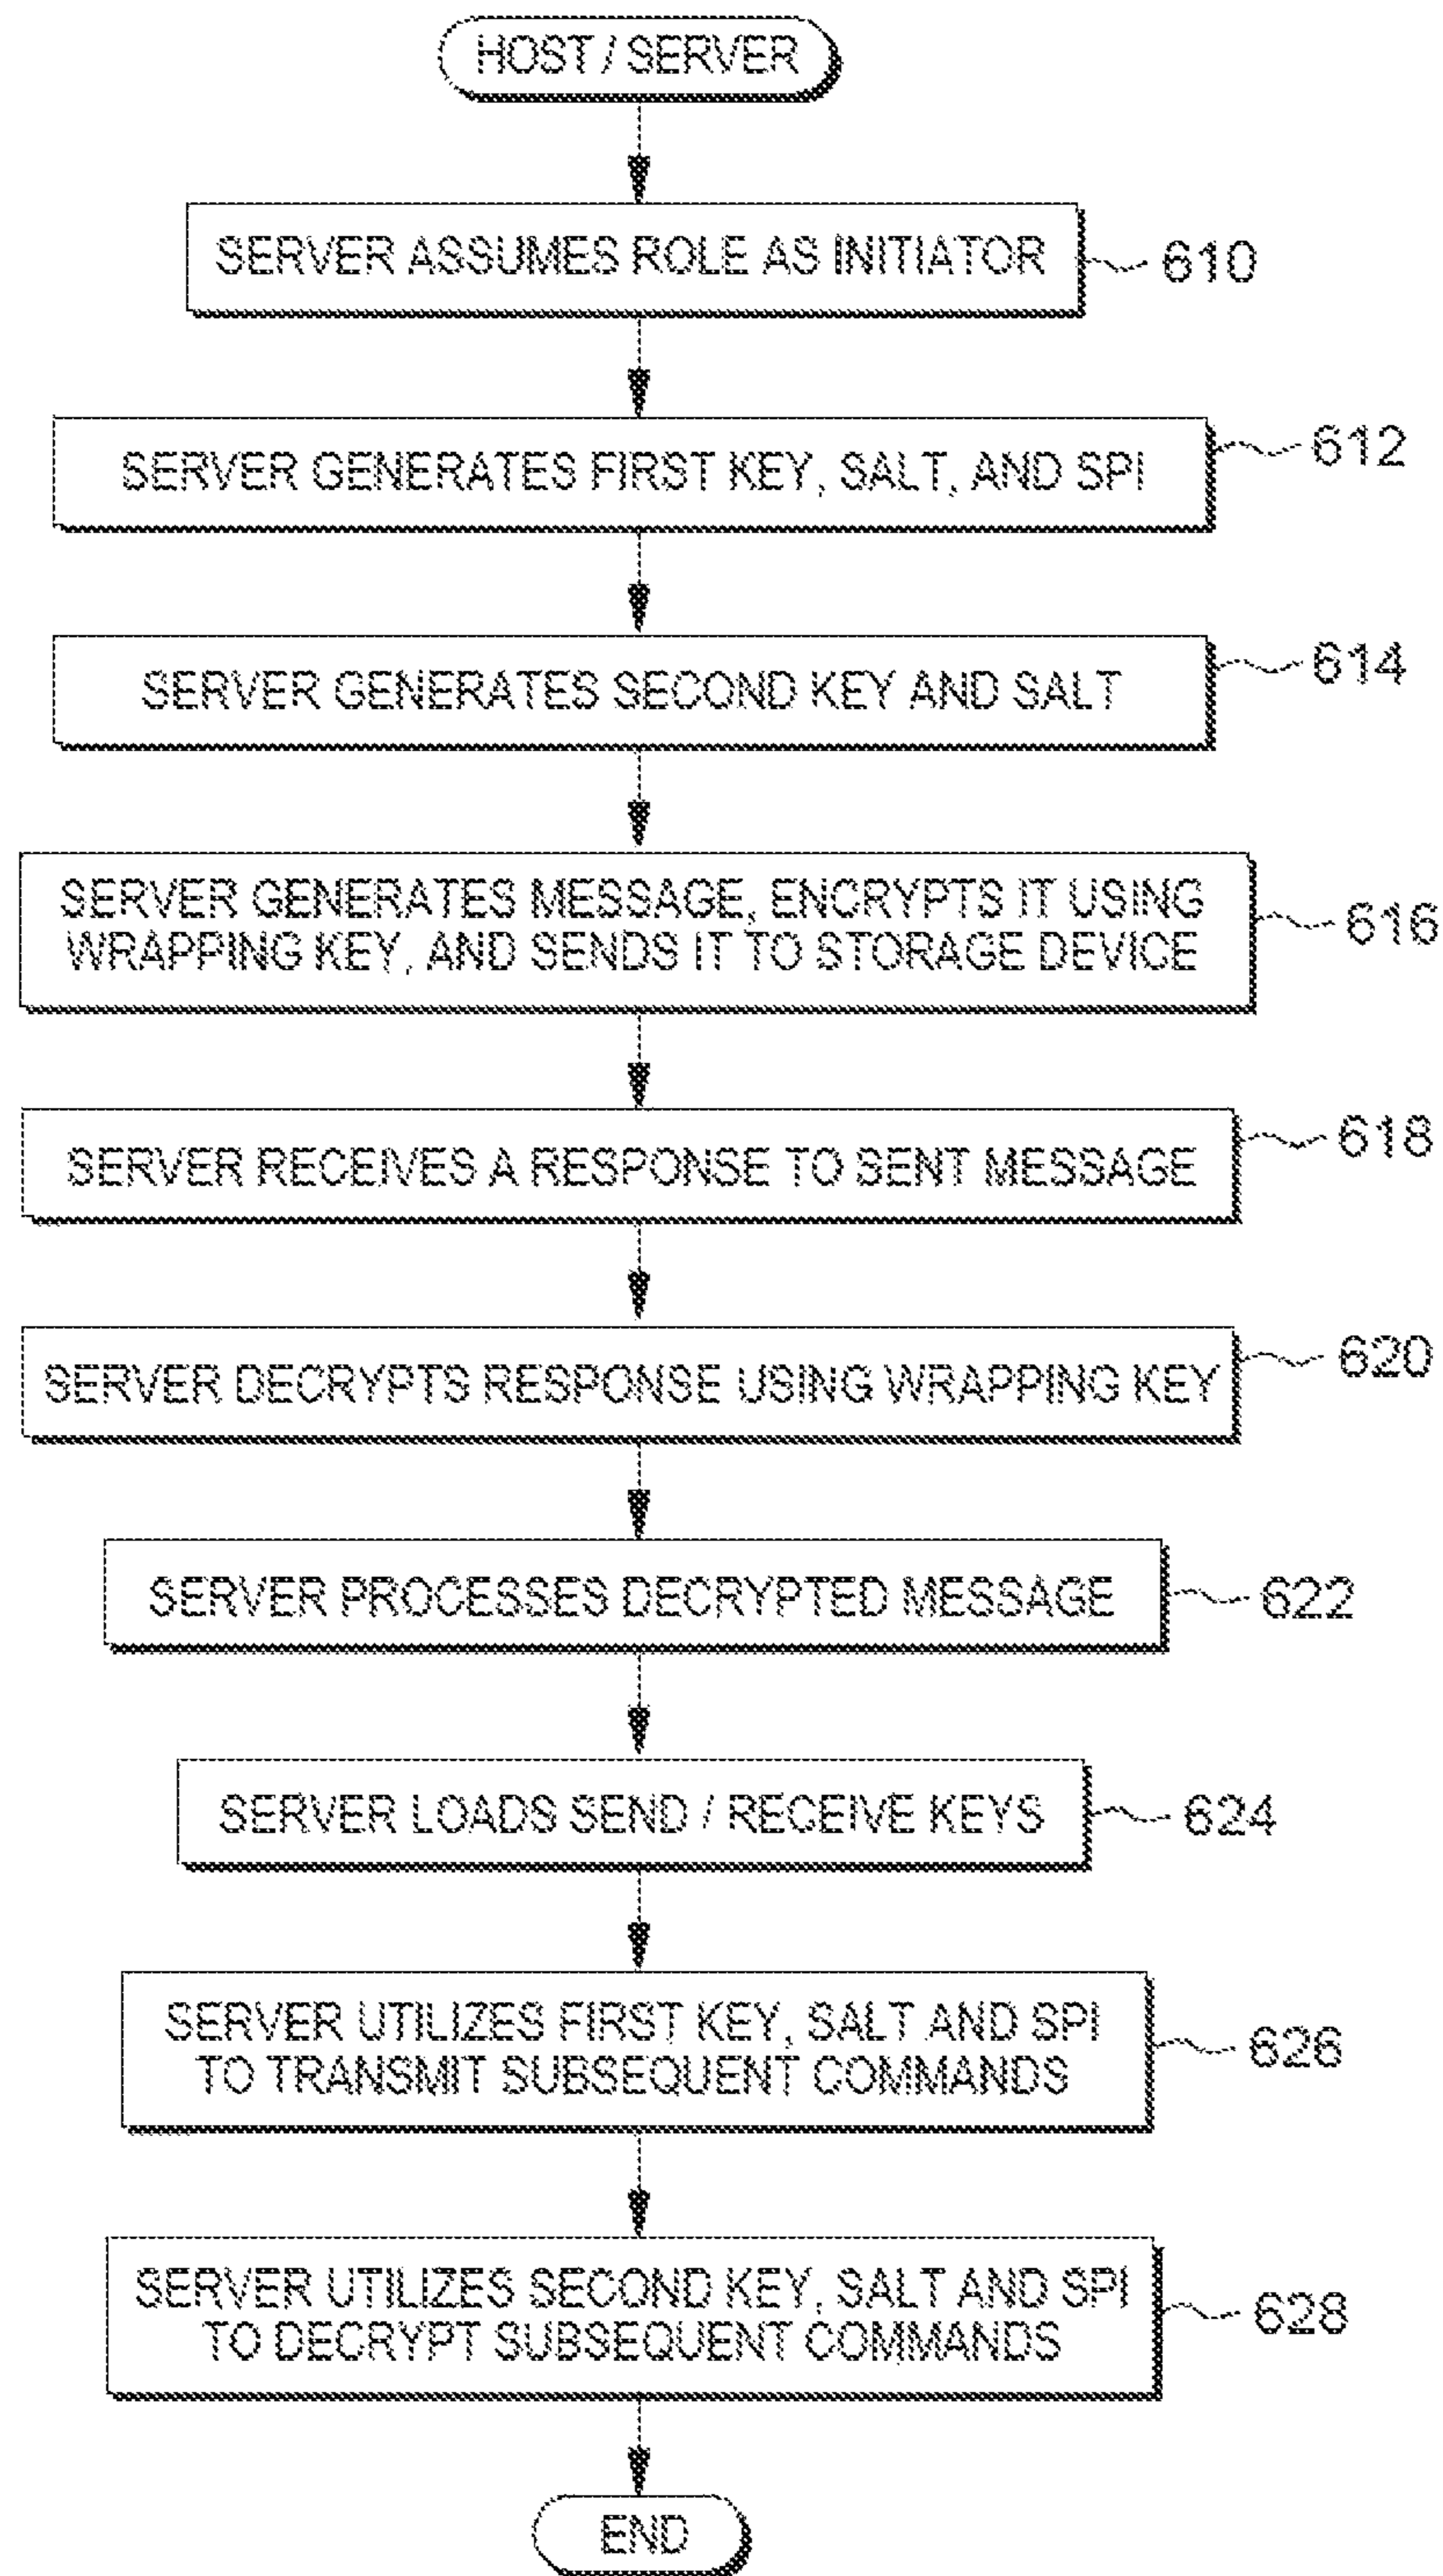 HOST / SERVER
SERVER ASSUMES ROLE AS INITIATOR
610
SERVER GENERATES FIRST KEY, SALT, AND SPI
612
SERVER GENERATES SECOND KEY AND SALT
614
SERVER GENERATES MESSAGE, ENCRYPTS IT USING
WRAPPING KEY, AND SENDS IT TO STORAGE DEVICE
616
SERVER RECEIVES A RESPONSE TO SENT MESSAGE
618
SERVER DECRYPTS RESPONSE USING WRAPPING KEY
620
SERVER PROCESSES DECRYPTED MESSAGE
622
SERVER LOADS SEND / RECEIVE KEYS
624
SERVER UTILIZES FIRST KEY, SALT AND SPI
TO TRANSMIT SUBSEQUENT COMMANDS
626
SERVER UTILIZES SECOND KEY, SALT AND SPI
TO DECRYPT SUBSEQUENT COMMANDS
628
END